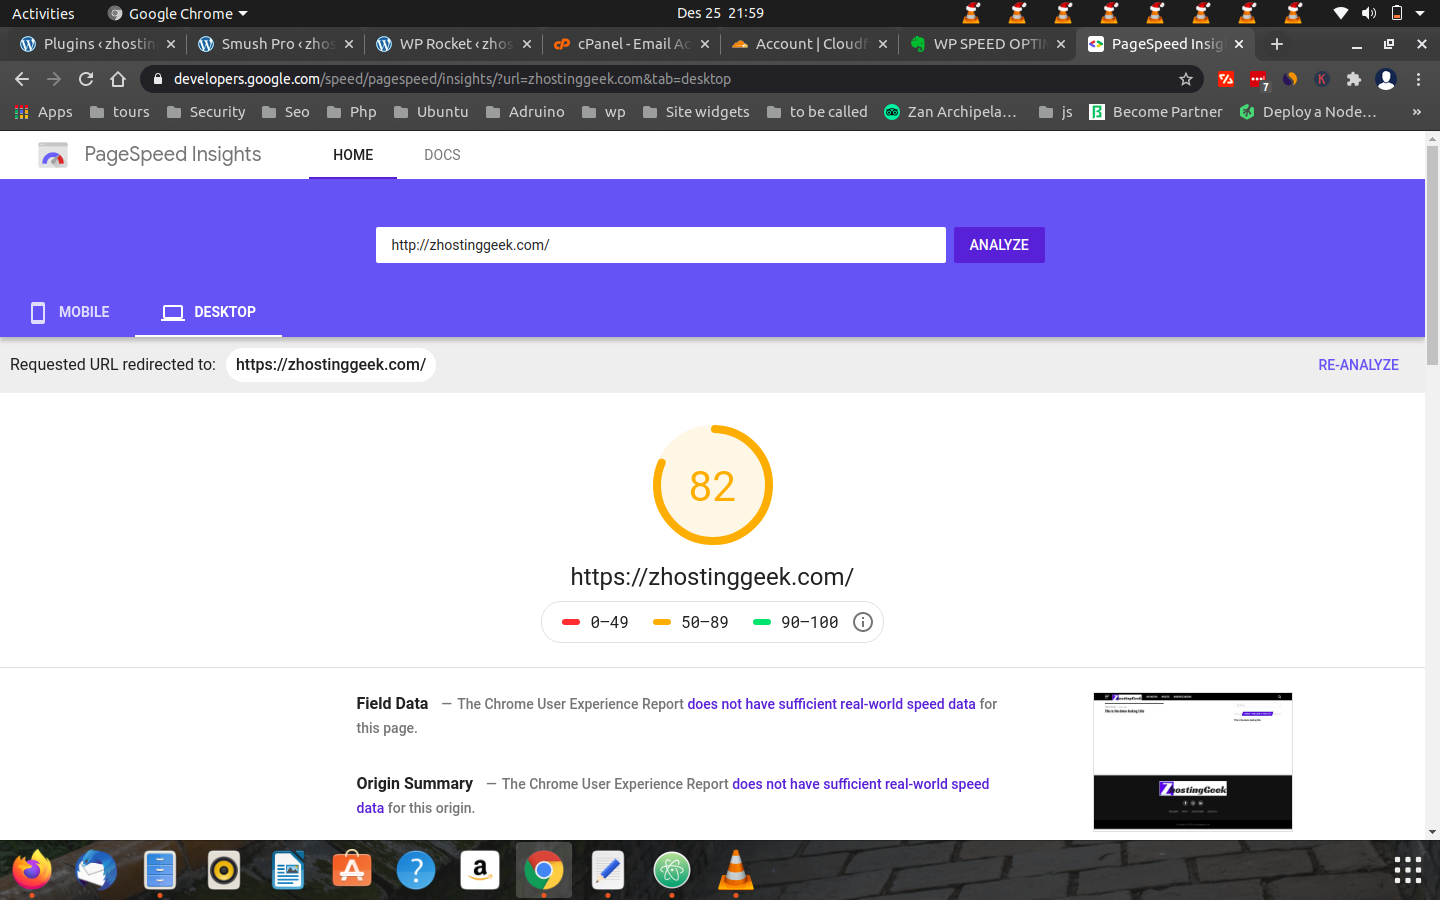 Activities Google Chrome Des 25 21:59
Plugins ‹ zhostin Smush Pro ‹ zhos WP Rocket ‹ zhos cPanel - Email Ac Account | Cloudf WP SPEED OPTIM PageSpeed Insig
developers.google.com/speed/pagespeed/insights/?url=zhostinggeek.com&tab=desktop 7
Apps tours Security Seo Php Ubuntu Adruino wp Site widgets to be called Zan Archipela… js Become Partner Deploy a Node… »
PageSpeed Insights HOME DOCS
http://zhostinggeek.com/ ANALYZE
MOBILE DESKTOP
Requested URL redirected to: https://zhostinggeek.com/ RE-ANALYZE
82
https://zhostinggeek.com/
0–49 50–89 90–100
Field Data — The Chrome User Experience Report does not have sufficient real-world speed data for
this page.
Origin Summary — The Chrome User Experience Report does not have sufficient real-world speed
data for this origin.
ZhostingGeek